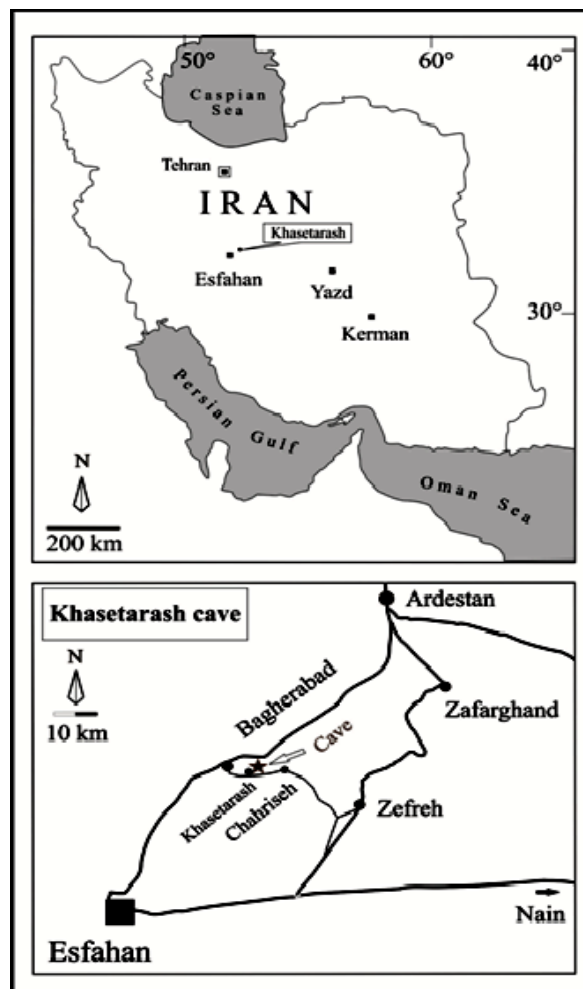 50°
60°
40°
Caspian
Sea
Tehran
IRAN
Khasetarash
Esfahan
Yazd
Kerman
30°
Persian Gulf
Oman Sea
N
200 km
Khasetarash cave
N
10 km
Ardestan
Bagherabad
Zafarghand
Cave
Khasetarash
Chahriseh
Zefreh
Nain
Esfahan